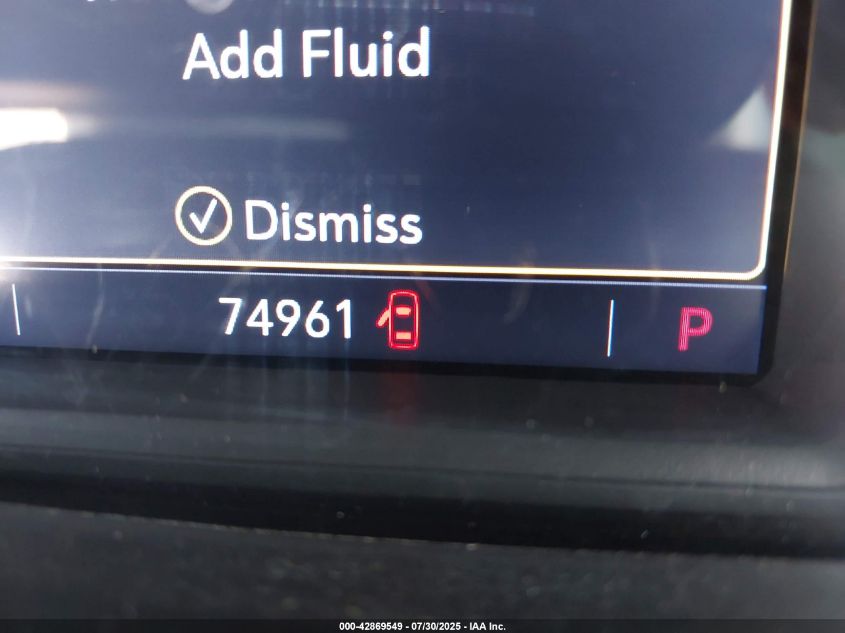 Add Fluid
Dismiss
74961
P
000-42869549 - 07/30/2025 - IAA Inc.